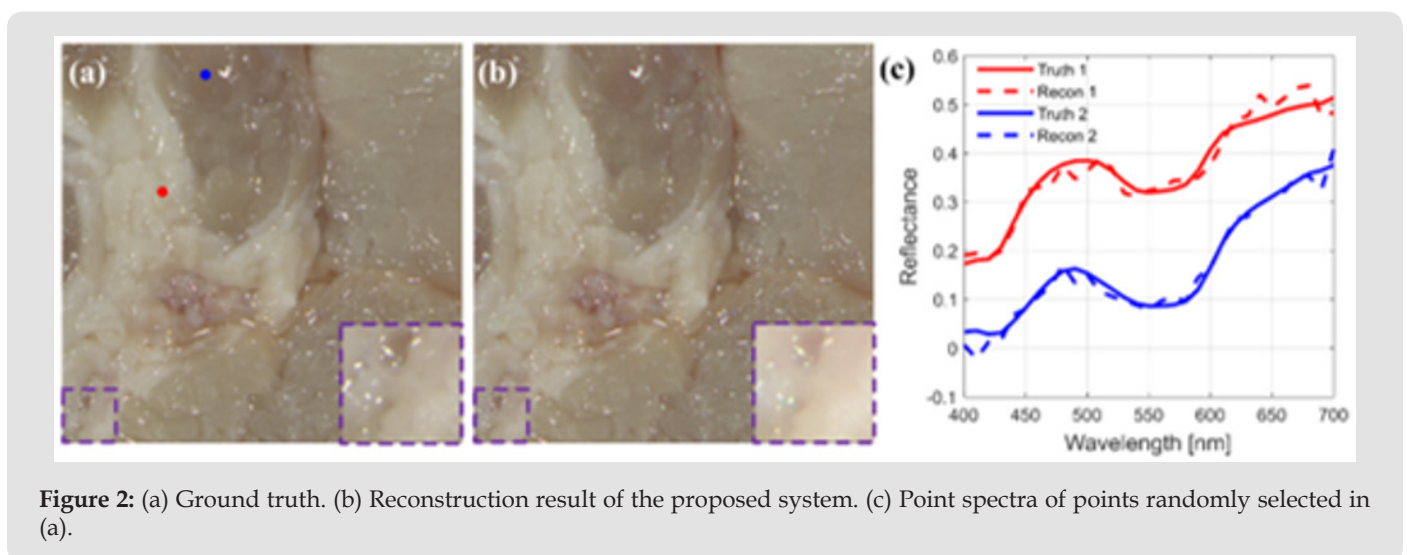 (a)
(b)
(c)
Truth 1
Recon 1
Truth 2
Recon 2
0.6
0.5
0.4
0.3
0.2
0.1
0
-0.1
Reflectance
400 450 500 550 600 650 700
Wavelength [nm]
Figure 2: (a) Ground truth. (b) Reconstruction result of the proposed system. (c) Point spectra of points randomly selected in
(a).